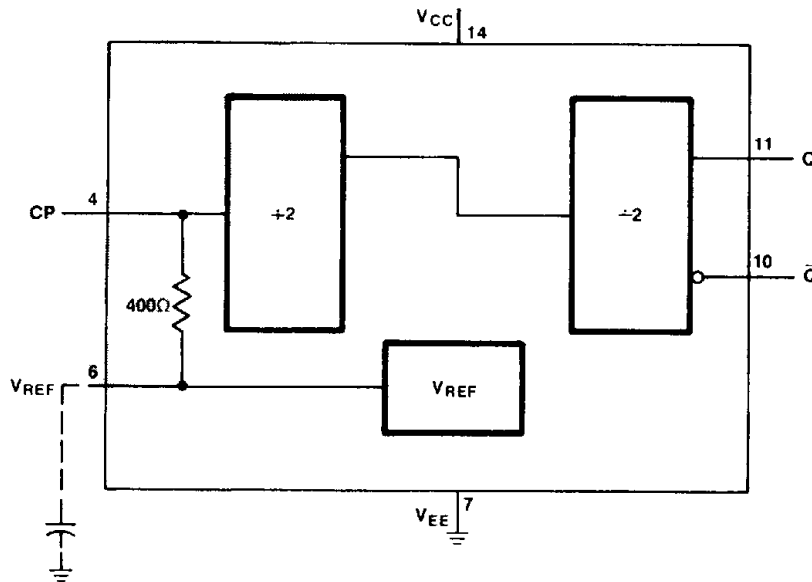 VCC
14
11 Q
CP 4
÷2
÷2
10 Q̄
400Ω
VREF 6
VREF
7
VEE